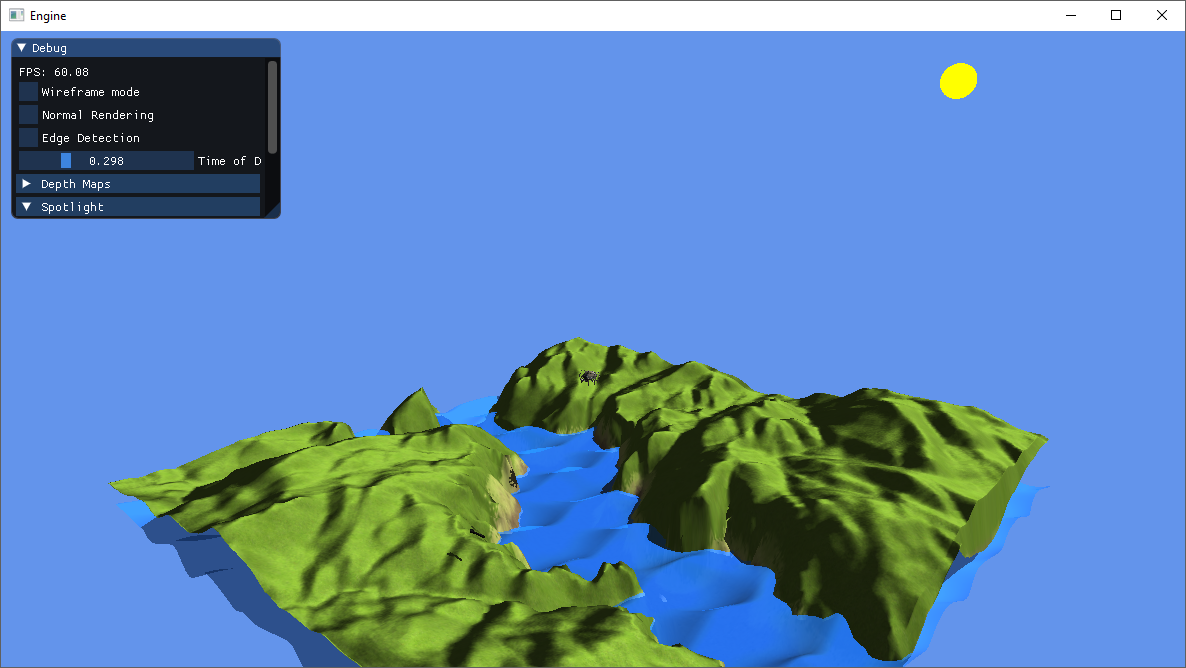 Engine
Debug
FPS: 60.08
Wireframe mode
Normal Rendering
Edge Detection
0.298 Time of D
Depth Maps
Spotlight